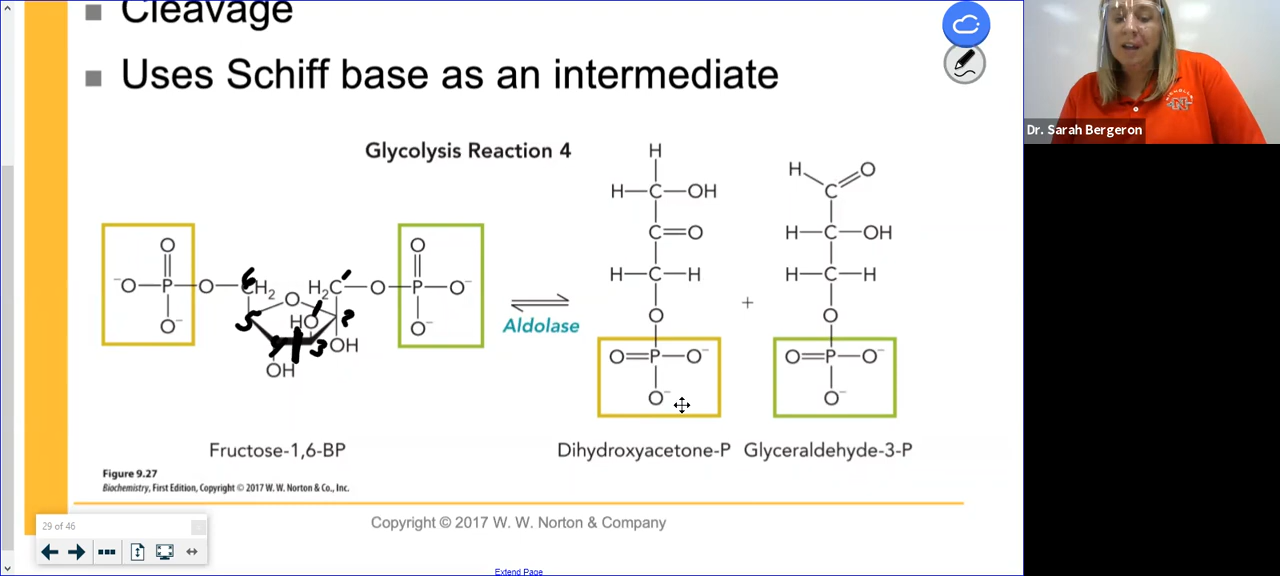 Cleavage
Uses Schiff base as an intermediate
Glycolysis Reaction 4
H
H C OH
C O
H C H
O
O P O⁻
O⁻
H O
C
H C OH
H C H
O
O P O⁻
O⁻
+
O
⁻O P O
O⁻
6
CH₂
O
5
4
3
HO
OH
OH
1
H₂C
2
O
O
P O⁻
O⁻
Aldolase
Fructose-1,6-BP
Dihydroxyacetone-P
Glyceraldehyde-3-P
Figure 9.27
Biochemistry, First Edition, Copyright © 2017 W. W. Norton & Co., Inc.
Copyright © 2017 W. W. Norton & Company
29 of 46
Extend Page
Dr. Sarah Bergeron
N